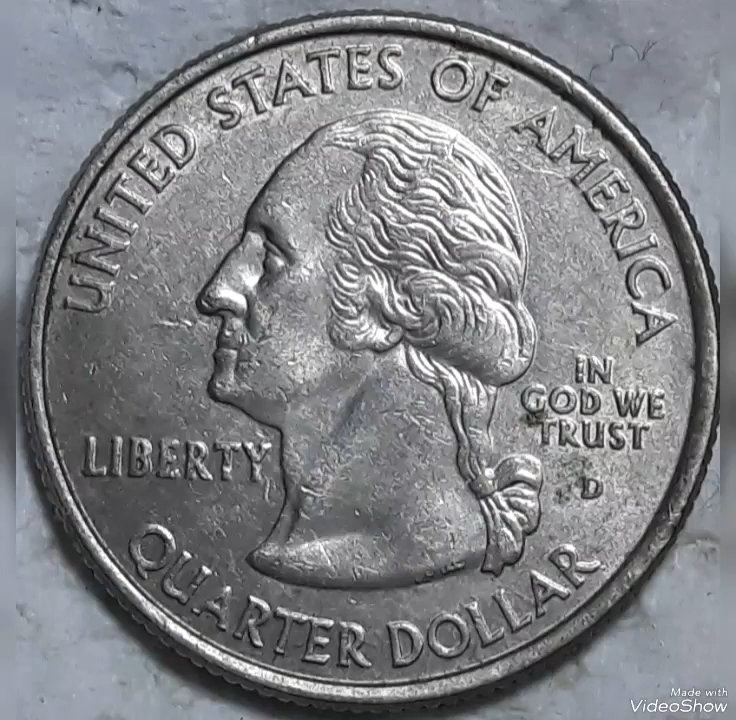 UNITED STATES OF AMERICA
LIBERTY
IN
GOD WE
TRUST
D
QUARTER DOLLAR
Made with
VideoShow